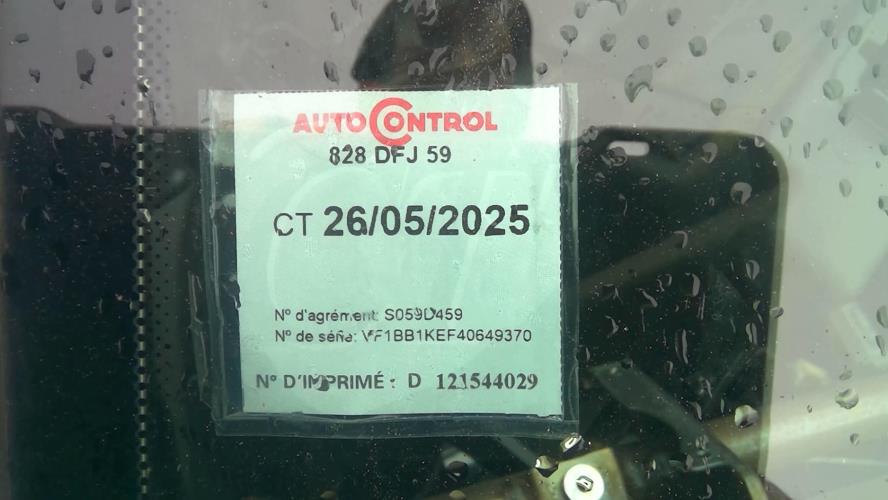 AUTOCONTROL
828 DFJ 59
CT 26/05/2025
N° d'agrément: S059D459
N° de série: VF1BB1KEF40649370
N° D'IMPRIMÉ : D 121544029